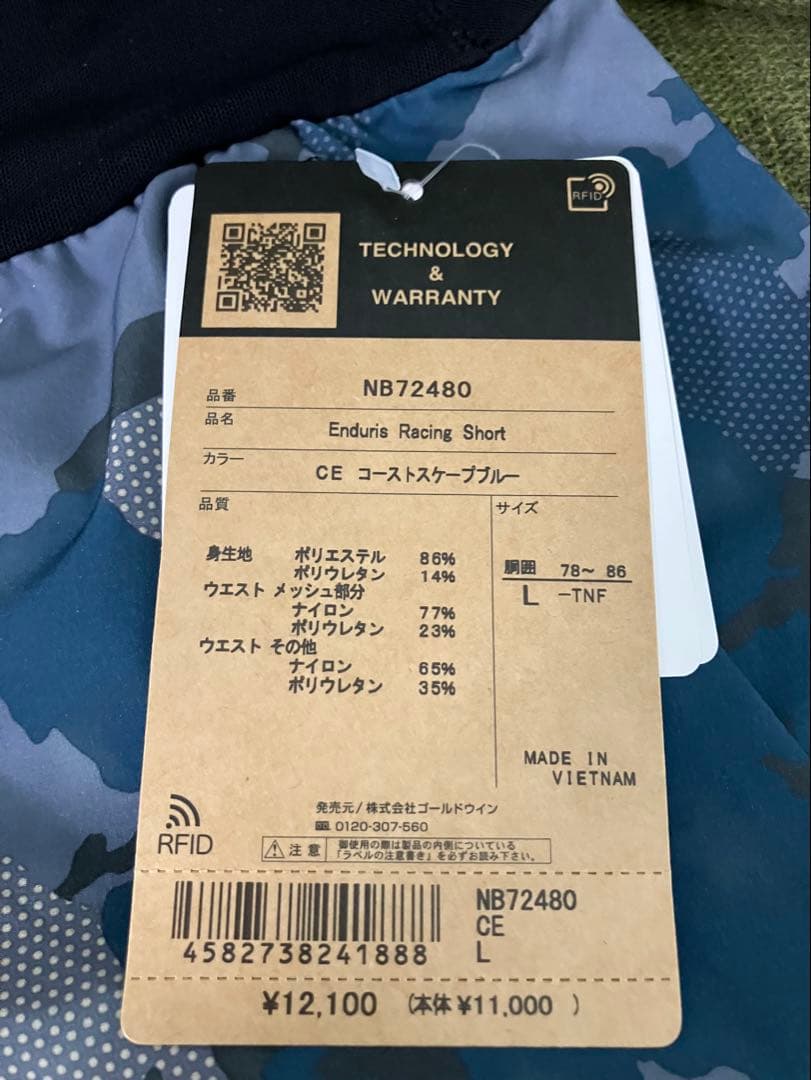 RFID
TECHNOLOGY
&
WARRANTY
品番 NB72480
品名 Enduris Racing Short
カラー CE コーストスケープブルー
品質
身生地 ポリエステル 86%
ポリウレタン 14%
ウエスト メッシュ部分
ナイロン 77%
ポリウレタン 23%
ウエスト その他
ナイロン 65%
ポリウレタン 35%
サイズ
胴囲 78～ 86
L -TNF
MADE IN
VIETNAM
RFID
発売元/株式会社ゴールドウイン
0120-307-560
注意
御使用の際は製品の内側についている
「ラベルの注意書き」を必ずお読み下さい。
4582738241888
NB72480
CE
L
¥12,100 (本体 ¥11,000 )